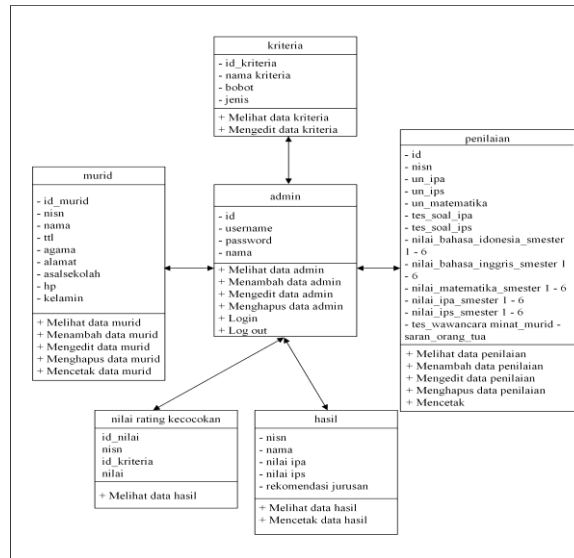 kriteria
- id_kriteria
- nama kriteria
- bobot
- jenis
+ Melihat data kriteria
+ Mengedit data kriteria
murid
- id_murid
- nisn
- nama
- ttl
- agama
- alamat
- asalsekolah
- hp
- kelamin
+ Melihat data murid
+ Menambah data murid
+ Mengedit data murid
+ Menghapus data murid
+ Mencetak data murid
admin
- id
- username
- password
- nama
+ Melihat data admin
+ Menambah data admin
+ Mengedit data admin
+ Menghapus data admin
+ Login
+ Log out
penilaian
- id
- nisn
- un_ipa
- un_ips
- un_matematika
- tes_soal_ipa
- tes_soal_ips
- nilai_bahasa_idonesia_smester
1 - 6
- nilai_bahasa_inggris_smester 1
- 6
- nilai_matematika_smester 1 - 6
- nilai_ipa_smester 1 - 6
- nilai_ips_smester 1 - 6
- tes_wawancara minat_murid -
saran_orang_tua
+ Melihat data penilaian
+ Menambah data penilaian
+ Mengedit data penilaian
+ Menghapus data penilaian
+ Mencetak
nilai rating kecocokan
id_nilai
nisn
id_kriteria
nilai
+ Melihat data hasil
hasil
- nisn
- nama
- nilai ipa
- nilai ips
- rekomendasi jurusan
+ Melihat data hasil
+ Mencetak data hasil